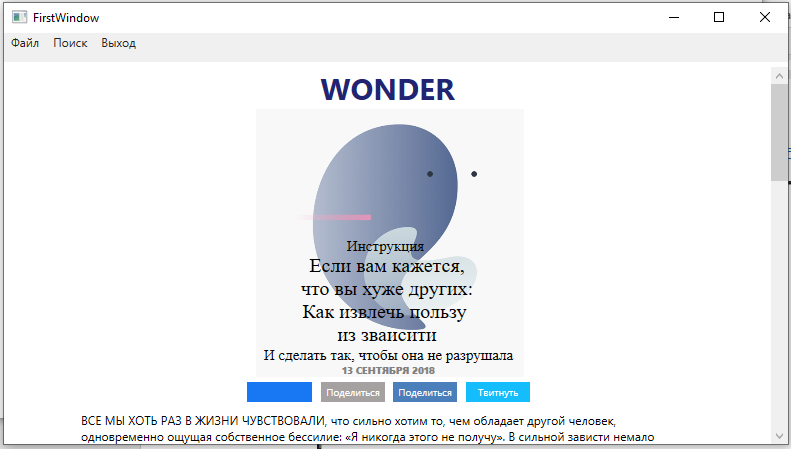 FirstWindow
Файл Поиск Выход
WONDER
Инструкция
Если вам кажется,
что вы хуже других:
Как извлечь пользу
из зваисити
И сделать так, чтобы она не разрушала
13 СЕНТЯБРЯ 2018
Поделиться Поделиться Твитнуть
ВСЕ МЫ ХОТЬ РАЗ В ЖИЗНИ ЧУВСТВОВАЛИ, что сильно хотим то, чем обладает другой человек,
одновременно ощущая собственное бессилие: «Я никогда этого не получу». В сильной зависти немало